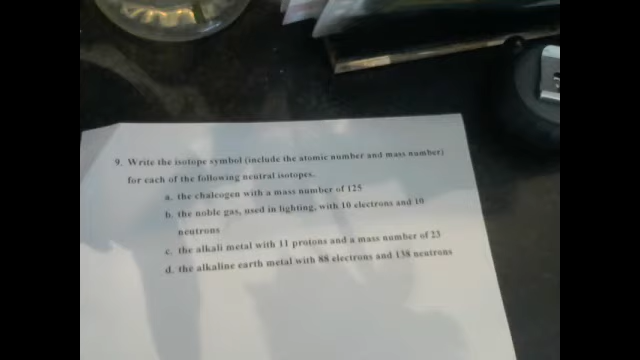 9. Write the isotope symbol (include the atomic number and mass number)
for each of the following neutral isotopes.
a. the chalcogen with a mass number of 125
b. the noble gas, used in lighting, with 10 electrons and 10
neutrons
c. the alkali metal with 11 protons and a mass number of 23
d. the alkaline earth metal with 88 electrons and 138 neutrons